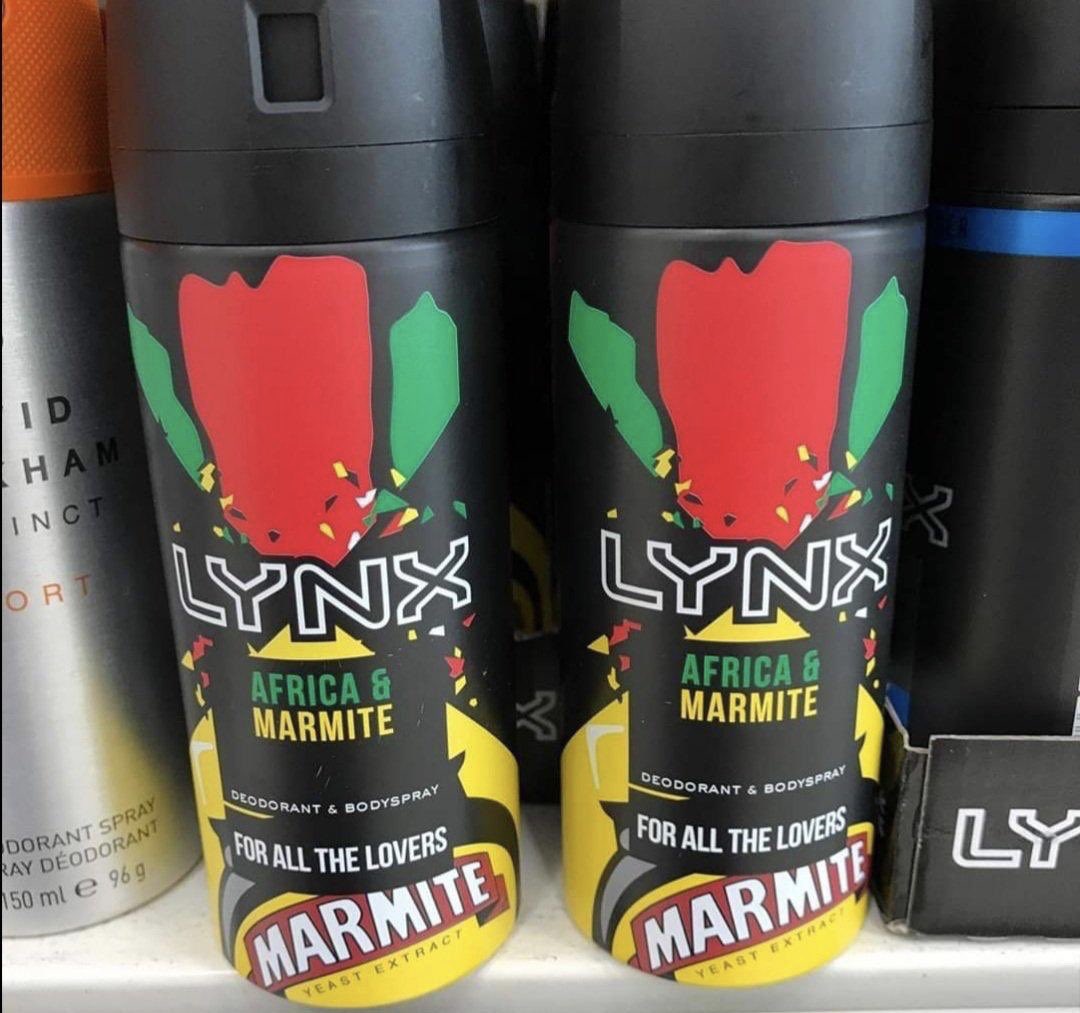 ID
HAM
INCT
ORT
ODORANT SPRAY
RAY DÉODORANT
150 ml e 96 g
LYNX
AFRICA &
MARMITE
DEODORANT & BODYSPRAY
FOR ALL THE LOVERS
MARMITE
YEAST EXTRACT
LYNX
AFRICA &
MARMITE
DEODORANT & BODYSPRAY
FOR ALL THE LOVERS
MARMITE
YEAST EXTRACT
X
Y
LY